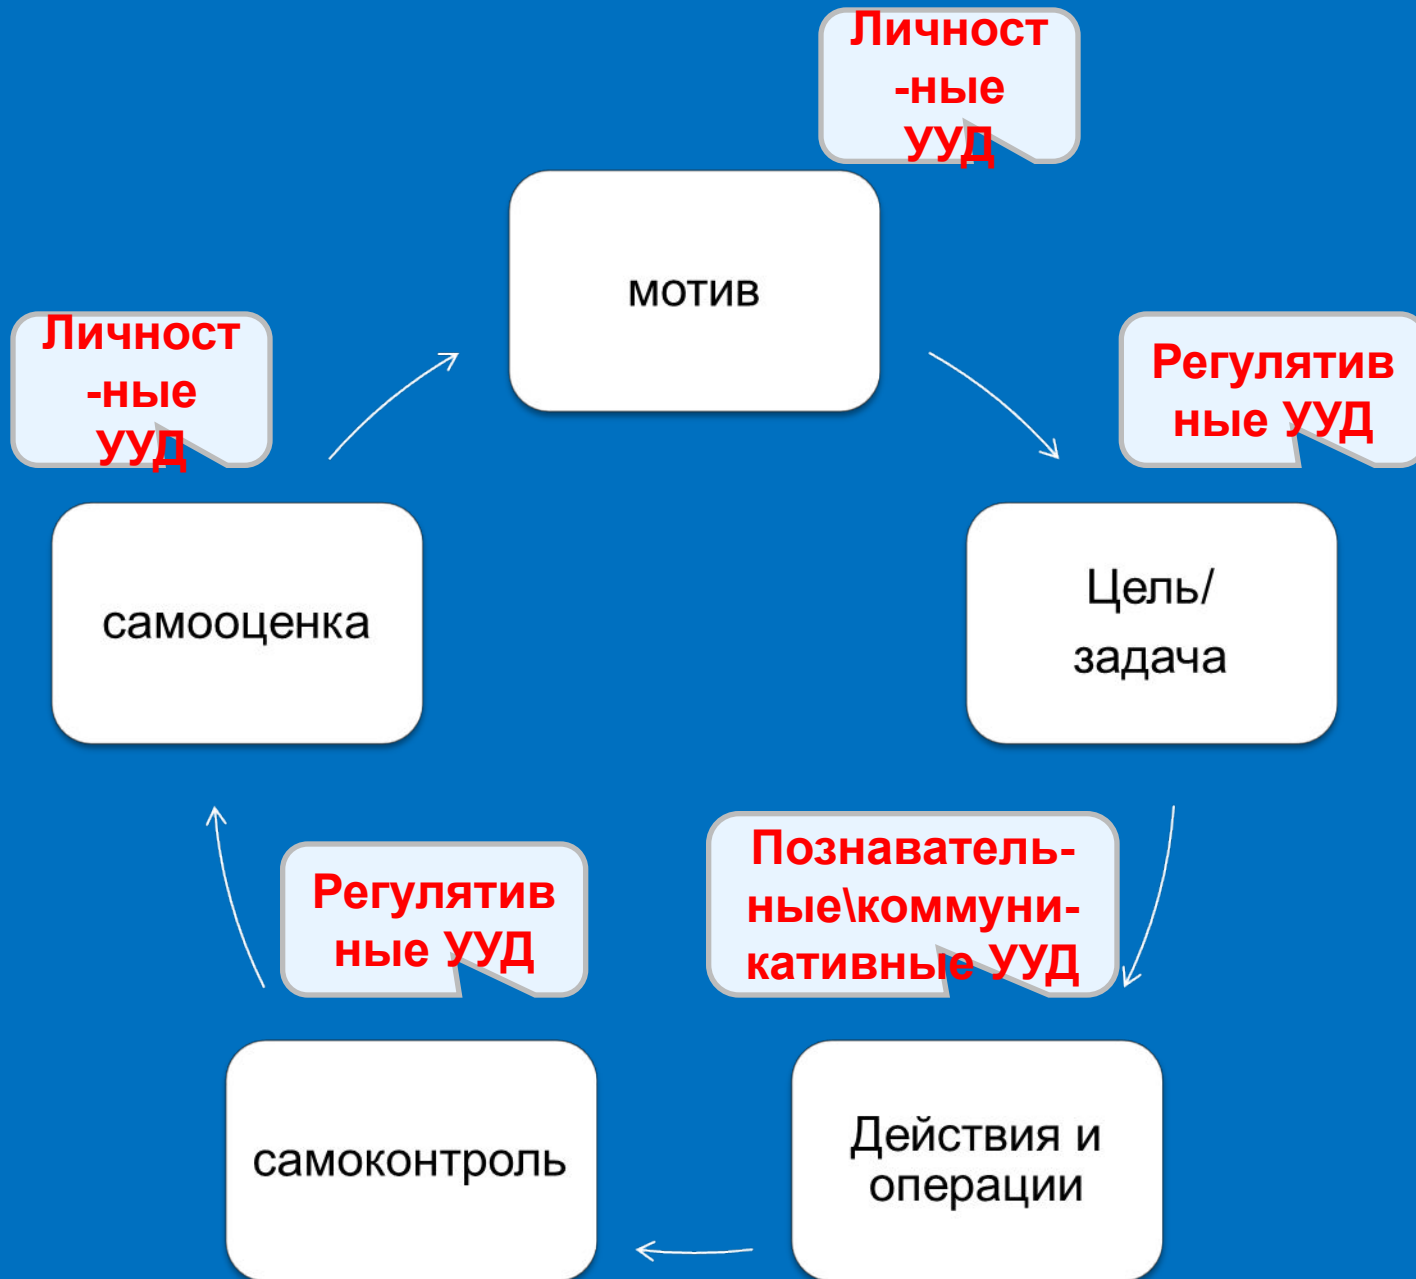 Личност
-ные
УУД
мотив
Личност
-ные
УУД
Регулятив
ные УУД
самооценка
Цель/
задача
Регулятив
ные УУД
Познаватель-
ные\коммуни-
кативные УУД
самоконтроль
Действия и
операции